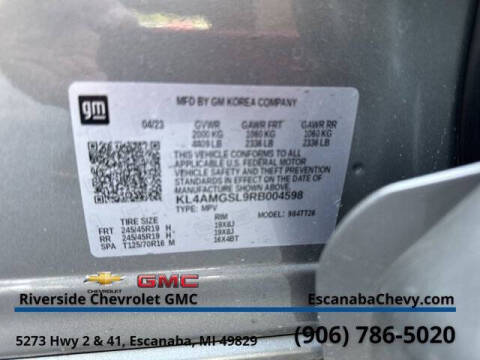 gm
MFD BY GM KOREA COMPANY
04/23 GVWR GAWR FRT GAWR RR
2000 KG 1060 KG 1060 KG
4409 LB 2336 LB 2336 LB
THIS VEHICLE CONFORMS TO ALL
APPLICABLE U.S. FEDERAL MOTOR
VEHICLE SAFETY AND THEFT PREVENTION
STANDARDS IN EFFECT ON THE DATE OF
MANUFACTURE SHOWN ABOVE.
KL4AMGSL9RB004598
TYPE: MPV MODEL:
TIRE SIZE RIM
FRT 245/45R19 H 19X8J
RR 245/45R19 H 19X8J
SPA T125/70R16 M 16X4BT
GMC
Riverside Chevrolet GMC
EscanabaChevy.com
5273 Hwy 2 & 41, Escanaba, MI 49829
(906) 786-5020